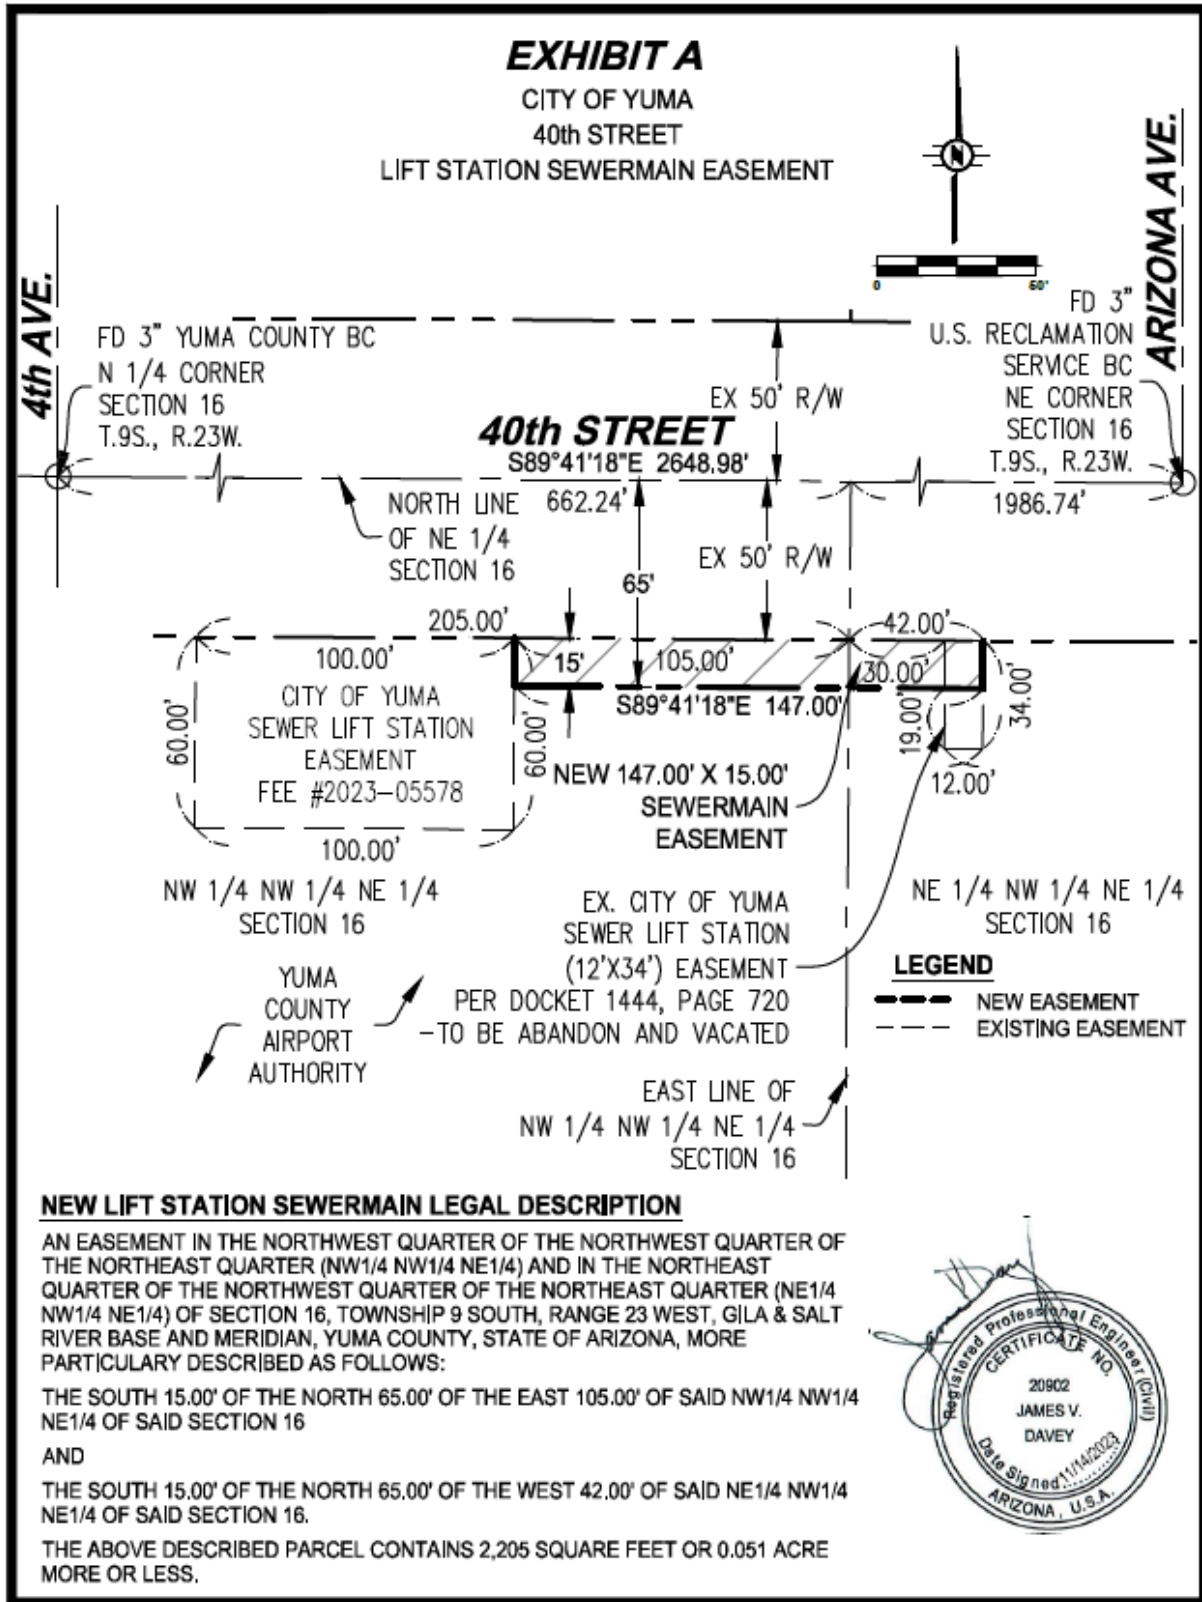 EXHIBIT A
CITY OF YUMA
40th STREET
LIFT STATION SEWERMAIN EASEMENT
N
0 50'
4th AVE.
ARIZONA AVE.
FD 3" YUMA COUNTY BC
N 1/4 CORNER
SECTION 16
T.9S., R.23W.
EX 50' R/W
FD 3"
U.S. RECLAMATION
SERVICE BC
NE CORNER
SECTION 16
T.9S., R.23W.
40th STREET
S89°41'18"E 2648.98'
662.24'
1986.74'
NORTH LINE
OF NE 1/4
SECTION 16
EX 50' R/W
65'
205.00'
42.00'
100.00'
15'
105.00'
30.00'
S89°41'18"E 147.00'
34.00'
19.00'
12.00'
60.00'
60.00'
CITY OF YUMA
SEWER LIFT STATION
EASEMENT
FEE #2023-05578
100.00'
NEW 147.00' X 15.00'
SEWERMAIN
EASEMENT
NW 1/4 NW 1/4 NE 1/4
SECTION 16
EX. CITY OF YUMA
SEWER LIFT STATION
(12'X34') EASEMENT
PER DOCKET 1444, PAGE 720
-TO BE ABANDON AND VACATED
NE 1/4 NW 1/4 NE 1/4
SECTION 16
LEGEND
NEW EASEMENT
EXISTING EASEMENT
YUMA
COUNTY
AIRPORT
AUTHORITY
EAST LINE OF
NW 1/4 NW 1/4 NE 1/4
SECTION 16
NEW LIFT STATION SEWERMAIN LEGAL DESCRIPTION
AN EASEMENT IN THE NORTHWEST QUARTER OF THE NORTHWEST QUARTER OF
THE NORTHEAST QUARTER (NW1/4 NW1/4 NE1/4) AND IN THE NORTHEAST
QUARTER OF THE NORTHWEST QUARTER OF THE NORTHEAST QUARTER (NE1/4
NW1/4 NE1/4) OF SECTION 16, TOWNSHIP 9 SOUTH, RANGE 23 WEST, GILA & SALT
RIVER BASE AND MERIDIAN, YUMA COUNTY, STATE OF ARIZONA, MORE
PARTICULARY DESCRIBED AS FOLLOWS:
THE SOUTH 15.00' OF THE NORTH 65.00' OF THE EAST 105.00' OF SAID NW1/4 NW1/4
NE1/4 OF SAID SECTION 16
AND
THE SOUTH 15.00' OF THE NORTH 65.00' OF THE WEST 42.00' OF SAID NE1/4 NW1/4
NE1/4 OF SAID SECTION 16.
THE ABOVE DESCRIBED PARCEL CONTAINS 2,205 SQUARE FEET OR 0.051 ACRE
MORE OR LESS.
Registered Professional Engineer (Civil)
CERTIFICATE NO.
20902
JAMES V.
DAVEY
Date Signed 11/14/2023
ARIZONA, U.S.A.